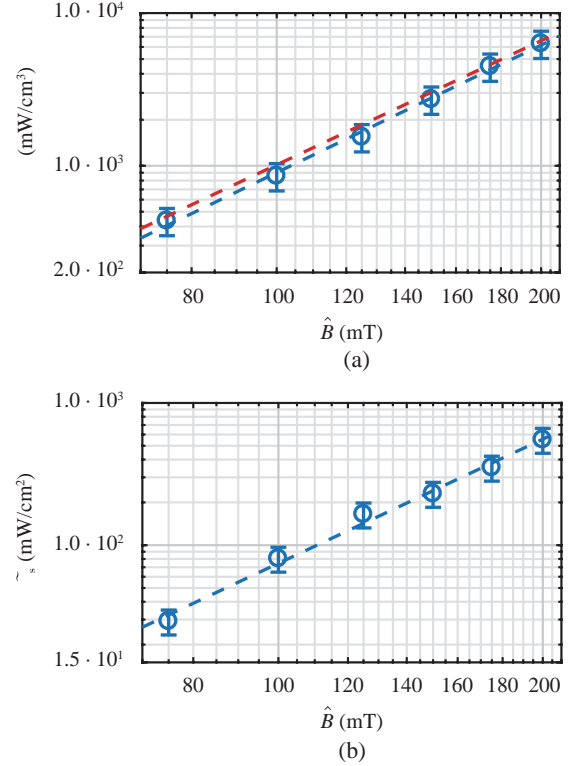 1.0 · 10⁴
(mW/cm³)
1.0 · 10³
2.0 · 10²
80 100 120 140 160 180 200
B̂ (mT)
(a)
1.0 · 10³
˜ₛ (mW/cm²)
1.0 · 10²
1.5 · 10¹
80 100 120 140 160 180 200
B̂ (mT)
(b)